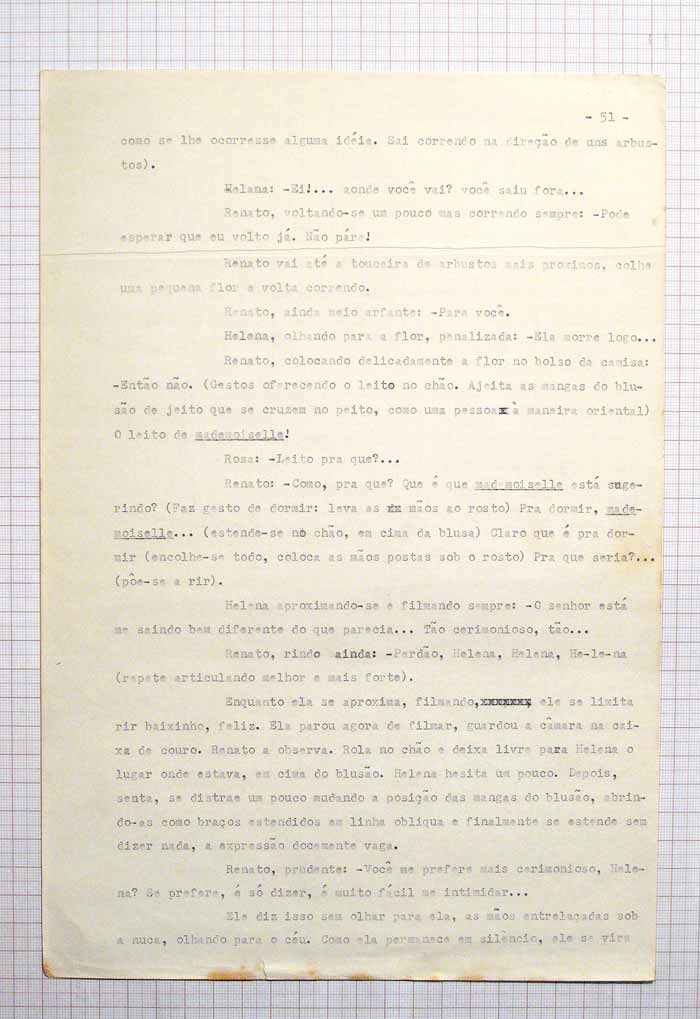 - 51 -
como se lhe ocorresse alguma idéia. Sai correndo na direção de uns arbus-
tos).
Helana: -Ei!... aonde você vai? você saiu fora...
Renato, voltando-se um pouco mas correndo sempre: -Pode
esperar que eu volto já. Não páre!
Renato vai até a touceira de arbustos mais proximos, colhe
uma pequena flor e volta correndo.
Renato, ainda meio arfante: -Para você.
Helena, olhando para a flor, penalizada: -Ela morre logo...
Renato, colocando delicadamente a flor no bolso da camisa:
-Então não. (Gestos oferecendo o leito no chão. Ajeita as mangas do blu-
são de jeito que se cruzem no peito, como uma pessoa à maneira oriental)
O leito de mademoiselle!
Rosa: -Leito pra que?...
Renato: -Como, pra que? Que é que mademoiselle está suge-
rindo? (Faz gesto de dormir: leva as mãos ao rosto) Pra dormir, made-
moiselle... (estende-se no chão, em cima da blusa) Claro que é pra dor-
mir (encolhe-se todo, coloca as mãos postas sob o rosto) Pra que seria?...
(põe-se a rir).
Helena aproximando-se e filmando sempre: -O senhor está
me saindo bem diferente do que parecia... Tão cerimonioso, tão...
Renato, rindo ainda: -Perdão, Helena, Helena, He-le-na
(repete articulando melhor e mais forte).
Enquanto ela se aproxima, filmando, ele se limita
rir baixinho, feliz. Ela parou agora de filmar, guardou a câmara na cai-
xa de couro. Renato a observa. Rola no chão e deixa livre para Helena o
lugar onde estava, em cima do blusão. Helena hesita um pouco. Depois,
senta, se distrae um pouco mudando a posição das mangas do blusão, abrin-
do-as como braços estendidos em linha obliqua e finalmente se estende sem
dizer nada, a expressão docemente vaga.
Renato, prudente: -Você me prefere mais cerimonioso, Hele-
na? Se prefere, é só dizer, é muito fácil me intimidar...
Ele diz isso sem olhar para ela, as mãos entrelaçadas sob
a nuca, olhando para o céu. Como ela permanece em silêncio, ele se vira